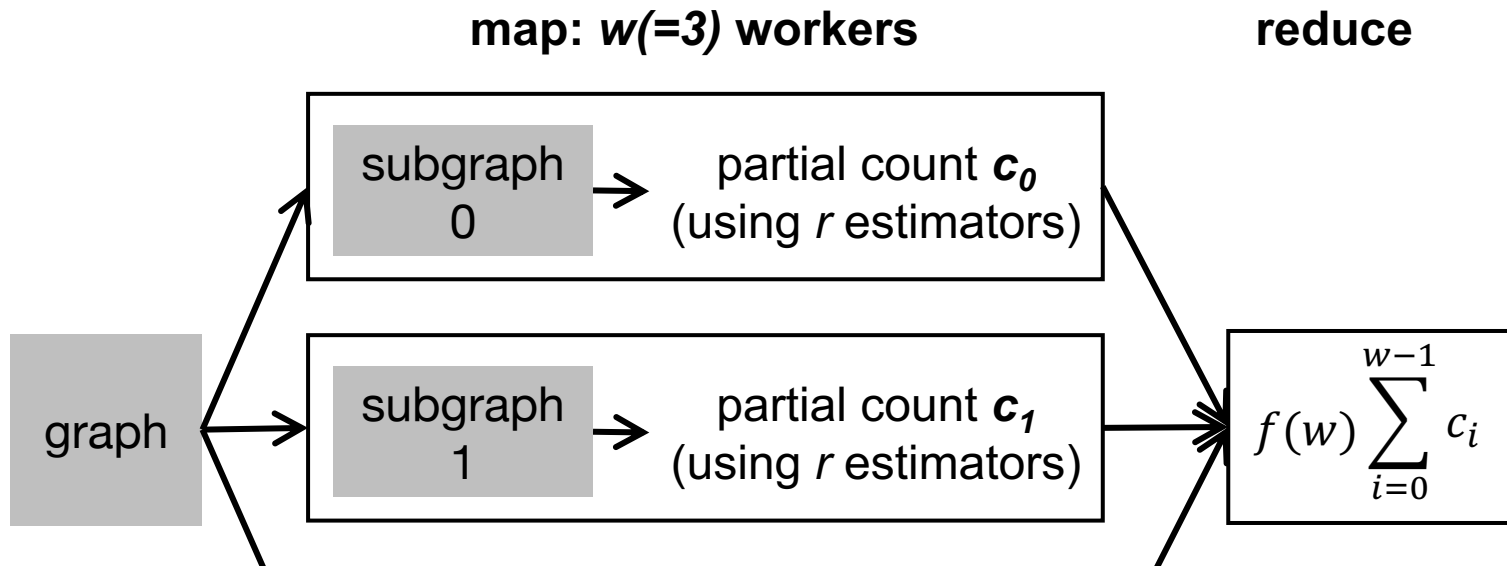 map: w(=3) workers
reduce
subgraph
0
partial count c₀
(using r estimators)
graph
subgraph
1
partial count c₁
(using r estimators)
w−1
f(w) ∑ cᵢ
i=0